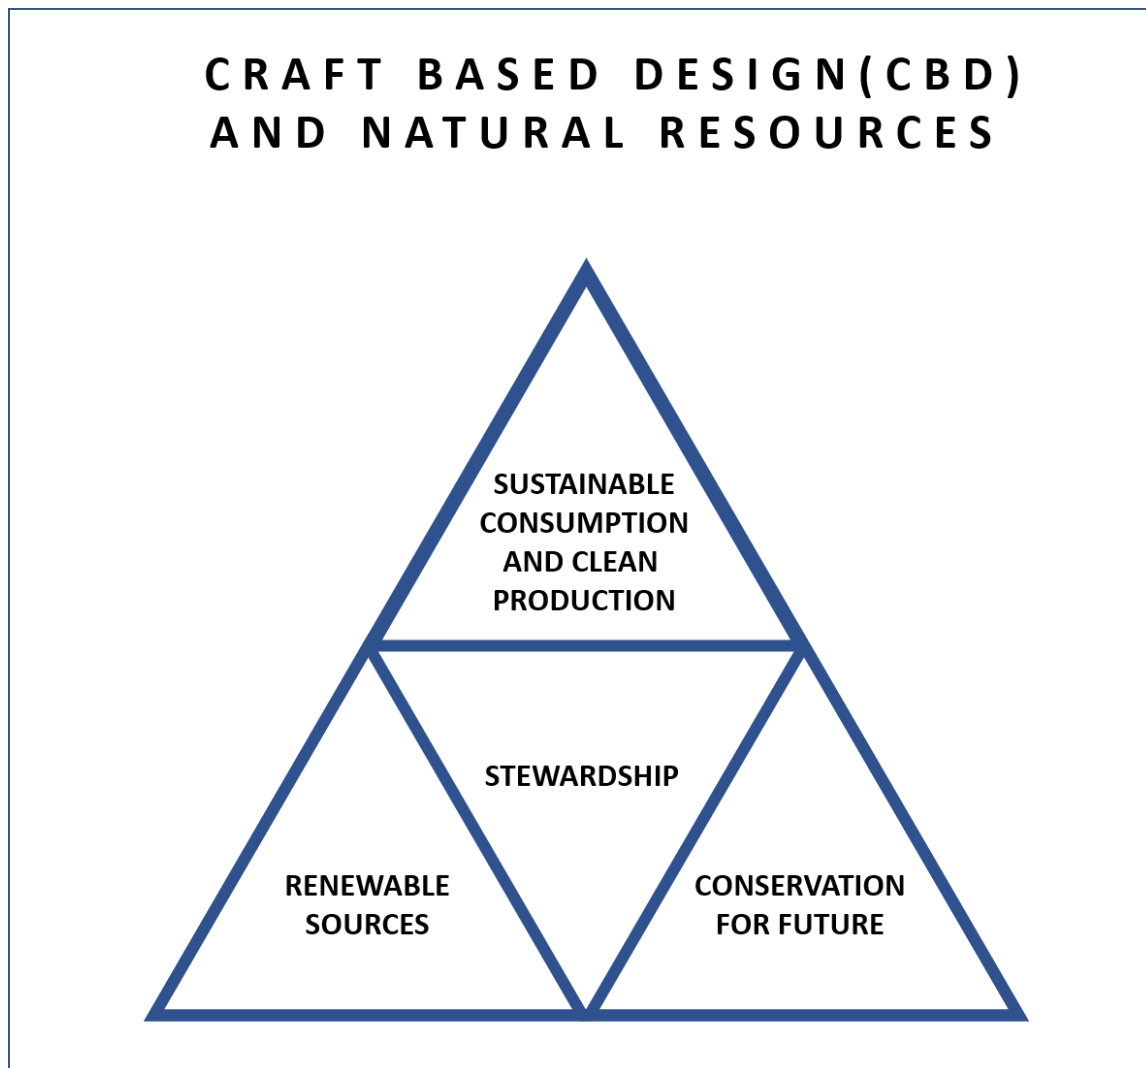 CRAFT BASED DESIGN(CBD)
AND NATURAL RESOURCES
SUSTAINABLE
CONSUMPTION
AND CLEAN
PRODUCTION
STEWARDSHIP
RENEWABLE
SOURCES
CONSERVATION
FOR FUTURE